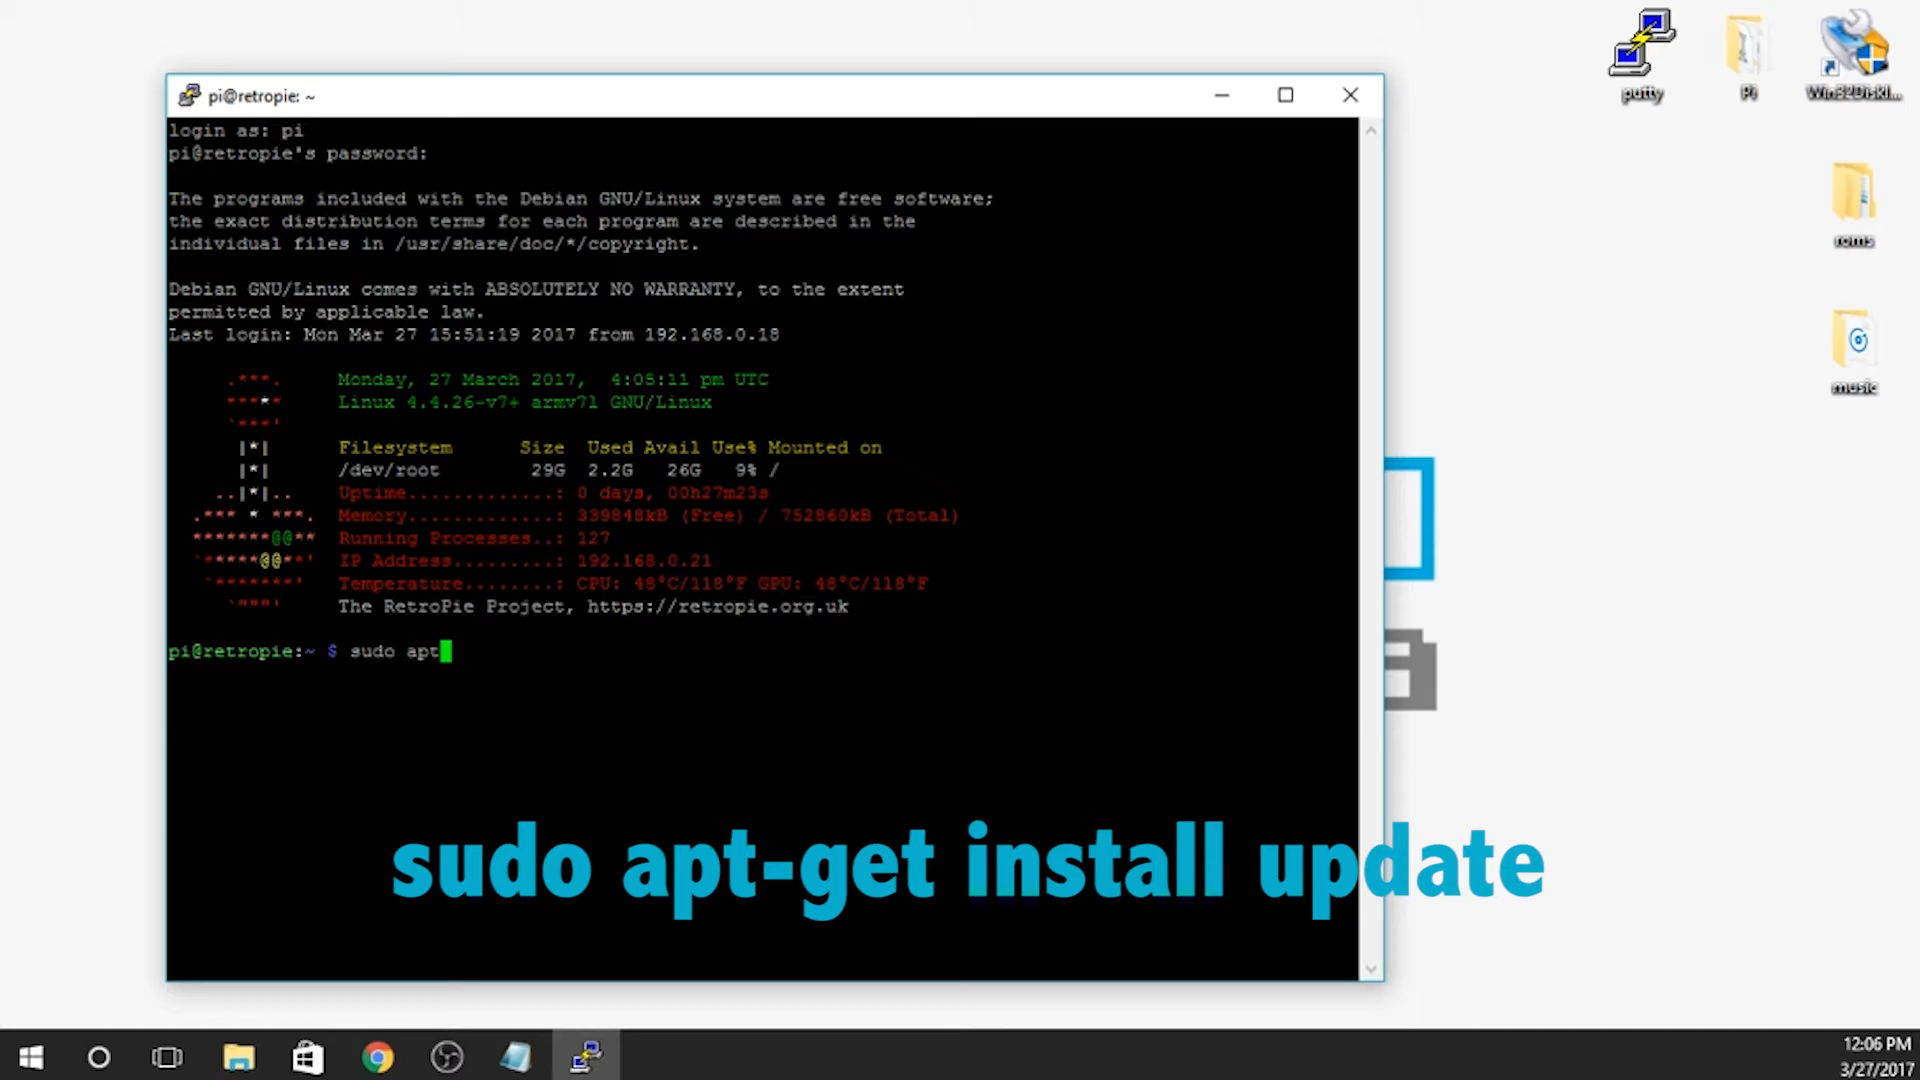 putty
Pi
Win32DiskI...
pi@retropie: ~
login as: pi
pi@retropie's password:
The programs included with the Debian GNU/Linux system are free software;
the exact distribution terms for each program are described in the
individual files in /usr/share/doc/*/copyright.
Debian GNU/Linux comes with ABSOLUTELY NO WARRANTY, to the extent
permitted by applicable law.
Last login: Mon Mar 27 15:51:19 2017 from 192.168.0.18
Monday, 27 March 2017,  4:05:11 pm UTC
Linux 4.4.26-v7+ armv7l GNU/Linux
Filesystem      Size  Used Avail Use% Mounted on
/dev/root        29G  2.2G   26G   9% /
Uptime.............: 0 days, 00h27m23s
Memory.............: 339848kB (Free) / 752860kB (Total)
Running Processes..: 127
IP Address.........: 192.168.0.21
Temperature........: CPU: 48°C/118°F GPU: 48°C/118°F
The RetroPie Project, https://retropie.org.uk
pi@retropie:~ $ sudo apt
roms
music
sudo apt-get install update
12:06 PM
3/27/2017